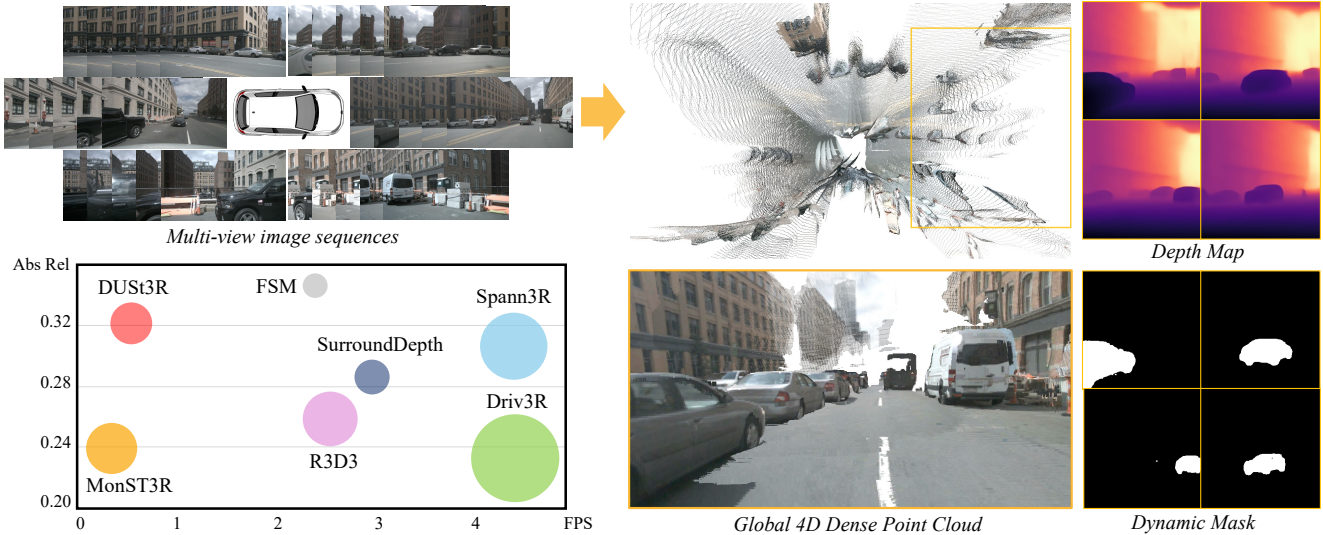 Multi-view image sequences
Depth Map
Abs Rel
DUSt3R
FSM
Spann3R
0.32
SurroundDepth
0.28
Driv3R
0.24
R3D3
MonST3R
0.20
0
1
2
3
4
FPS
Global 4D Dense Point Cloud
Dynamic Mask